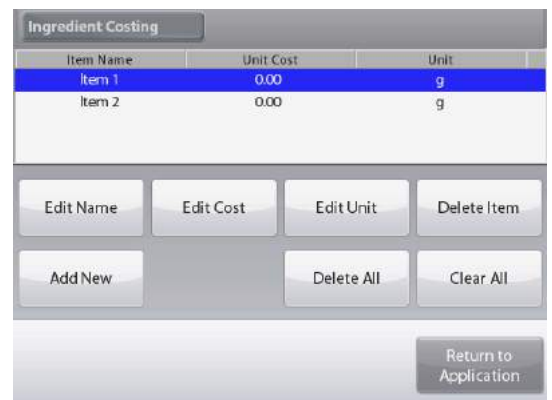 Ingredient Costing
Item Name Unit Cost Unit
Item 1 0.00 g
Item 2 0.00 g
Edit Name Edit Cost Edit Unit Delete Item
Add New Delete All Clear All
Return to
Application